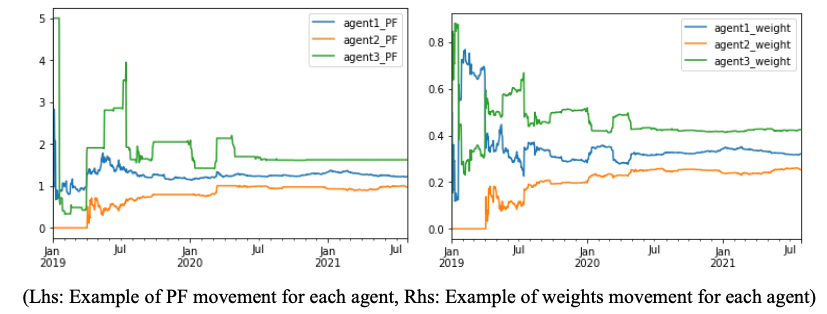 5
4
3
2
1
0
agent1_PF
agent2_PF
agent3_PF
Jan
2019
Jul
Jan
2020
Jul
Jan
2021
Jul
0.8
0.6
0.4
0.2
0.0
agent1_weight
agent2_weight
agent3_weight
Jan
2019
Jul
Jan
2020
Jul
Jan
2021
Jul
(Lhs: Example of PF movement for each agent, Rhs: Example of weights movement for each agent)